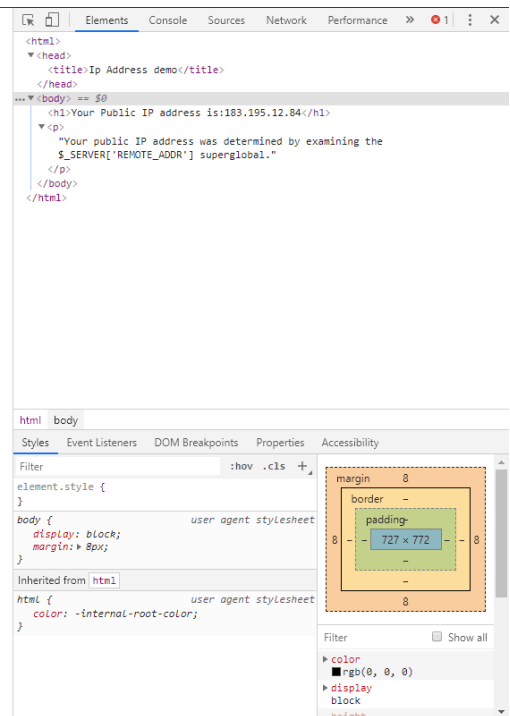 Elements Console Sources Network Performance » 1
<html>
▼<head>
<title>Ip Address demo</title>
</head>
…▼<body> == $0
<h1>Your Public IP address is:183.195.12.84</h1>
▼<p>
"Your public IP address was determined by examining the
$_SERVER['REMOTE_ADDR'] superglobal."
</p>
</body>
</html>
html body
Styles Event Listeners DOM Breakpoints Properties Accessibility
Filter :hov .cls +
element.style {
}
body { user agent stylesheet
display: block;
margin:▶ 8px;
}
Inherited from html
html { user agent stylesheet
color: -internal-root-color;
}
margin 8
border –
padding-
8 – – 727 × 772 – – 8
–
–
8
Filter Show all
▶ color
rgb(0, 0, 0)
▶ display
block
height